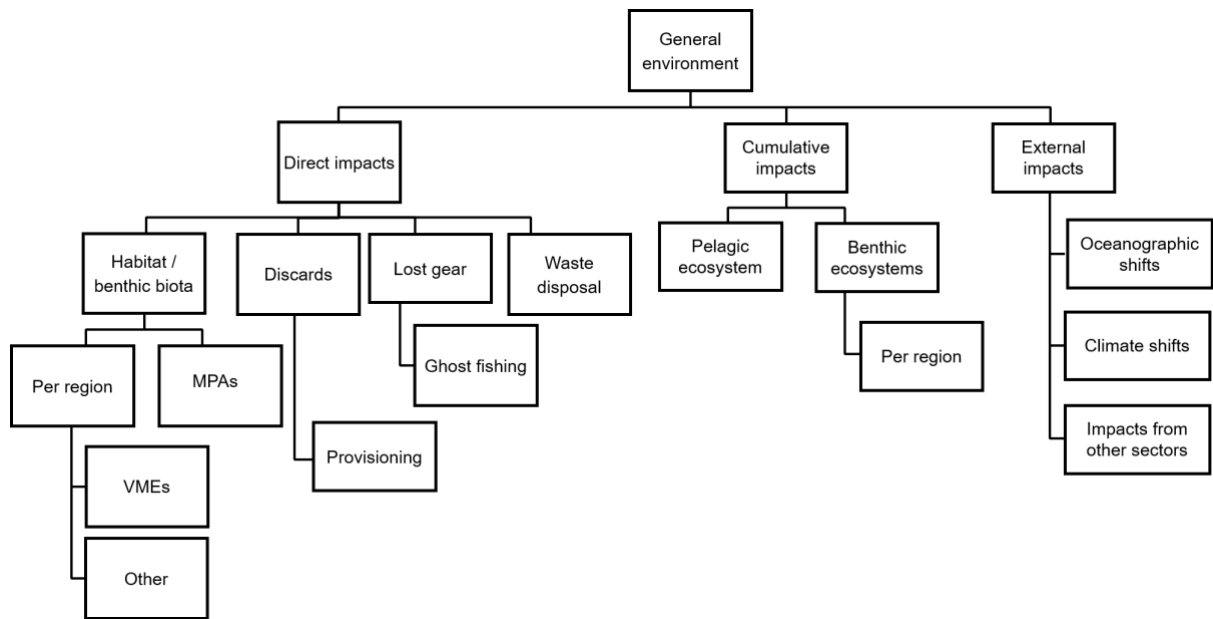 General
environment
Direct impacts
Cumulative
impacts
External
impacts
Habitat /
benthic biota
Discards
Lost gear
Waste
disposal
Pelagic
ecosystem
Benthic
ecosystems
Oceanographic
shifts
Per region
MPAs
Ghost fishing
Per region
Climate shifts
Provisioning
Impacts from
other sectors
VMEs
Other